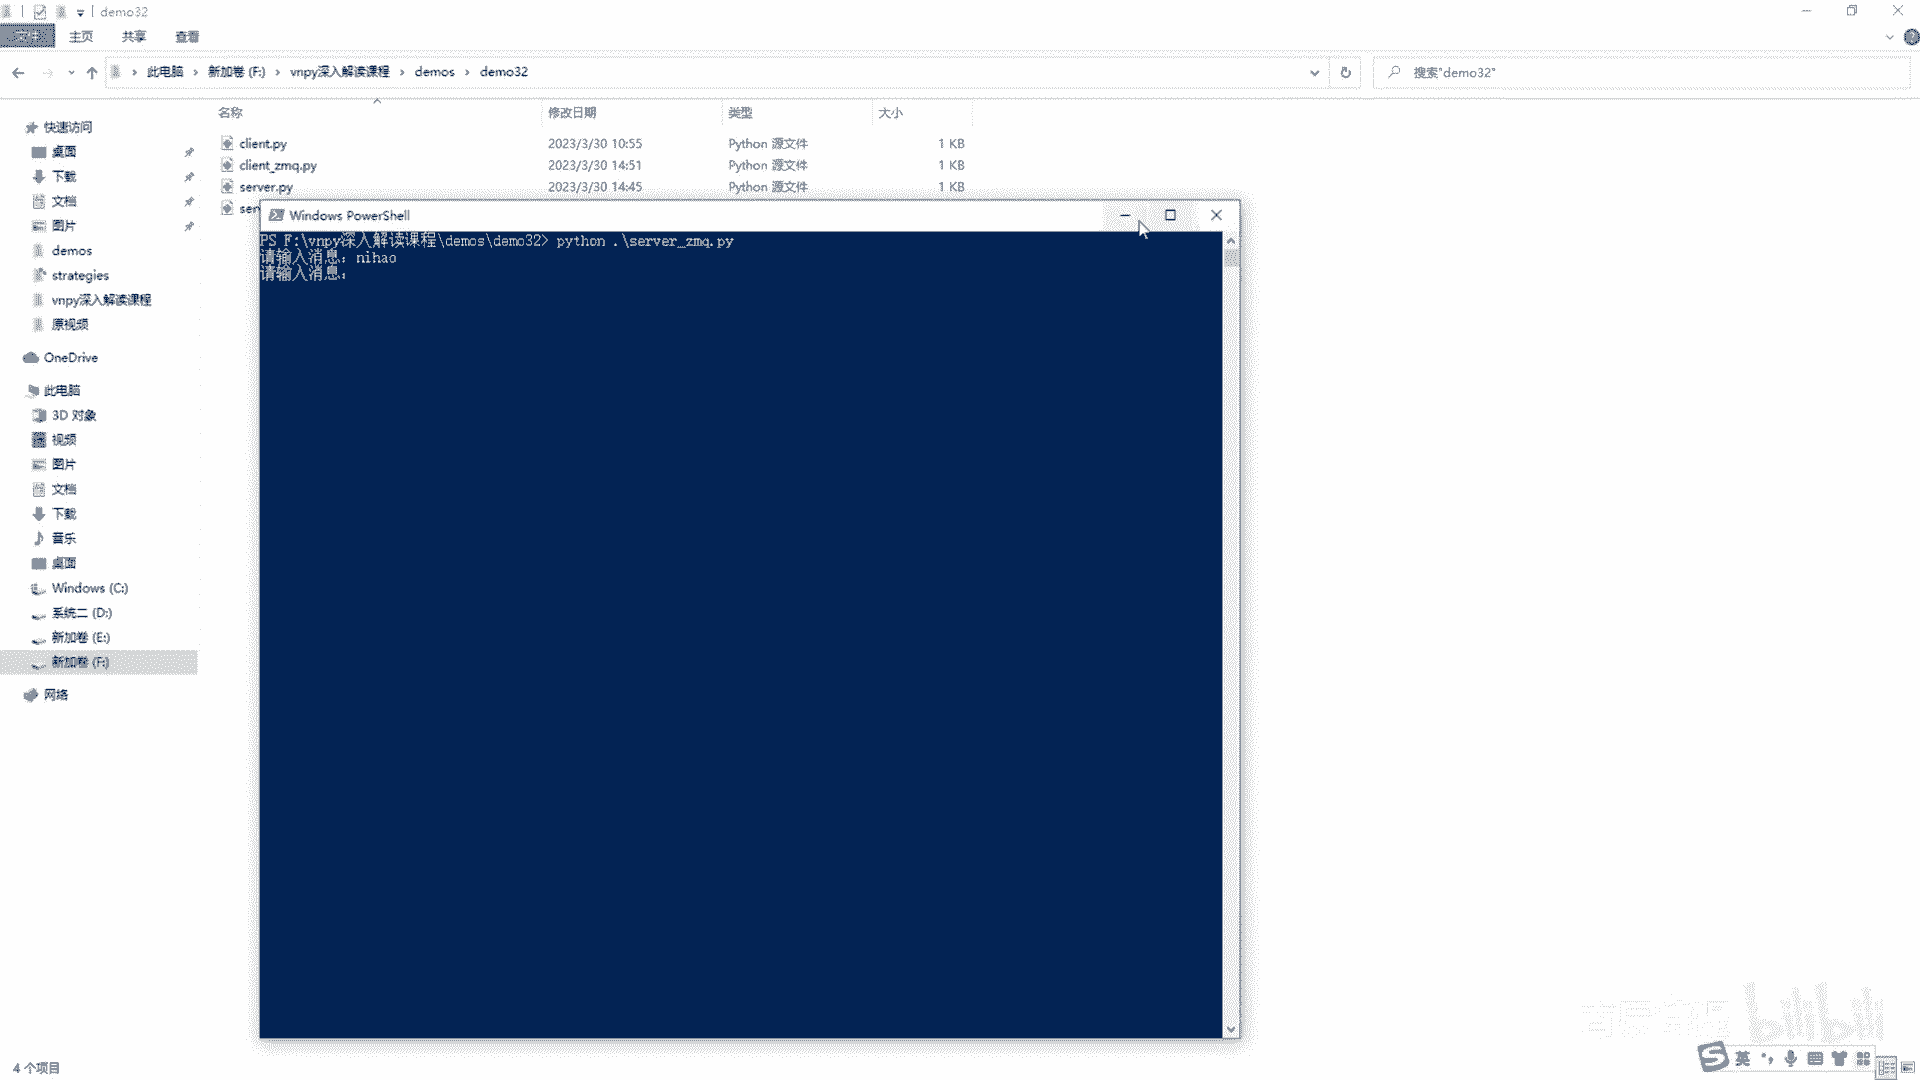 demo32
文件 主页 共享 查看
此电脑 › 新加卷 (F:) › vnpy深入解读课程 › demos › demo32
搜索"demo32"
名称 修改日期 类型 大小
client.py 2023/3/30 10:55 Python 源文件 1 KB
client_zmq.py 2023/3/30 14:51 Python 源文件 1 KB
server.py 2023/3/30 14:45 Python 源文件 1 KB
ser
快速访问
桌面
下载
文档
图片
demos
strategies
vnpy深入解读课程
原视频
OneDrive
此电脑
3D 对象
视频
图片
文档
下载
音乐
桌面
Windows (C:)
系统二 (D:)
新加卷 (E:)
新加卷 (F:)
网络
Windows PowerShell
PS F:\vnpy深入解读课程\demos\demo32> python .\server_zmq.py
请输入消息：nihao
请输入消息：
4 个项目
bilibili
英